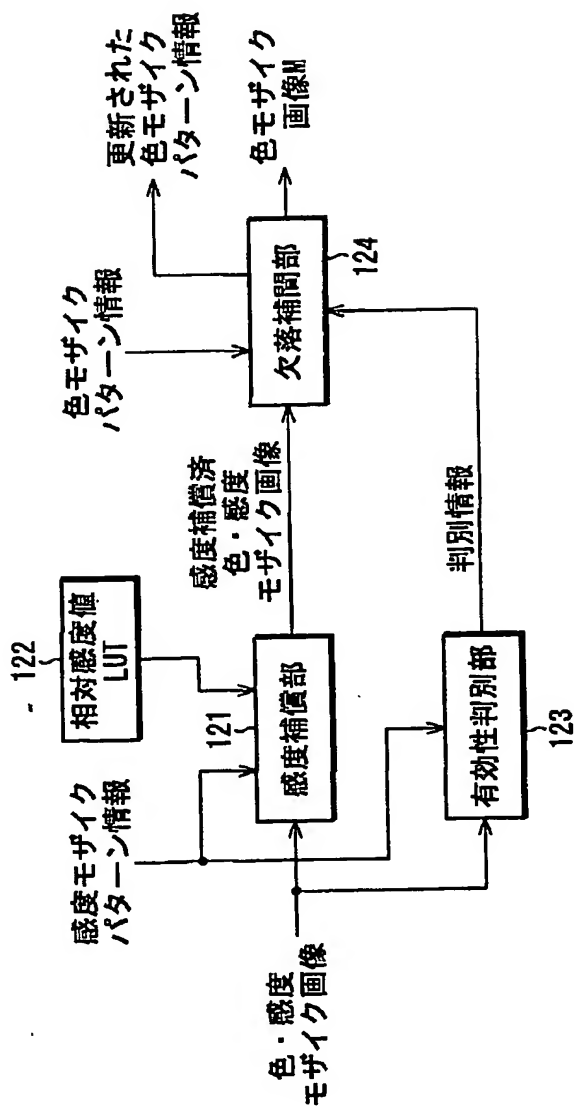 色・感度
モザイク画像
感度モザイク
パターン情報
122
相対感度値
LUT
121
感度補償部
有効性判別部
123
感度補償済
色・感度
モザイク画像
判別情報
色モザイク
パターン情報
欠落補間部
124
更新された
色モザイク
パターン情報
色モザイク
画像M